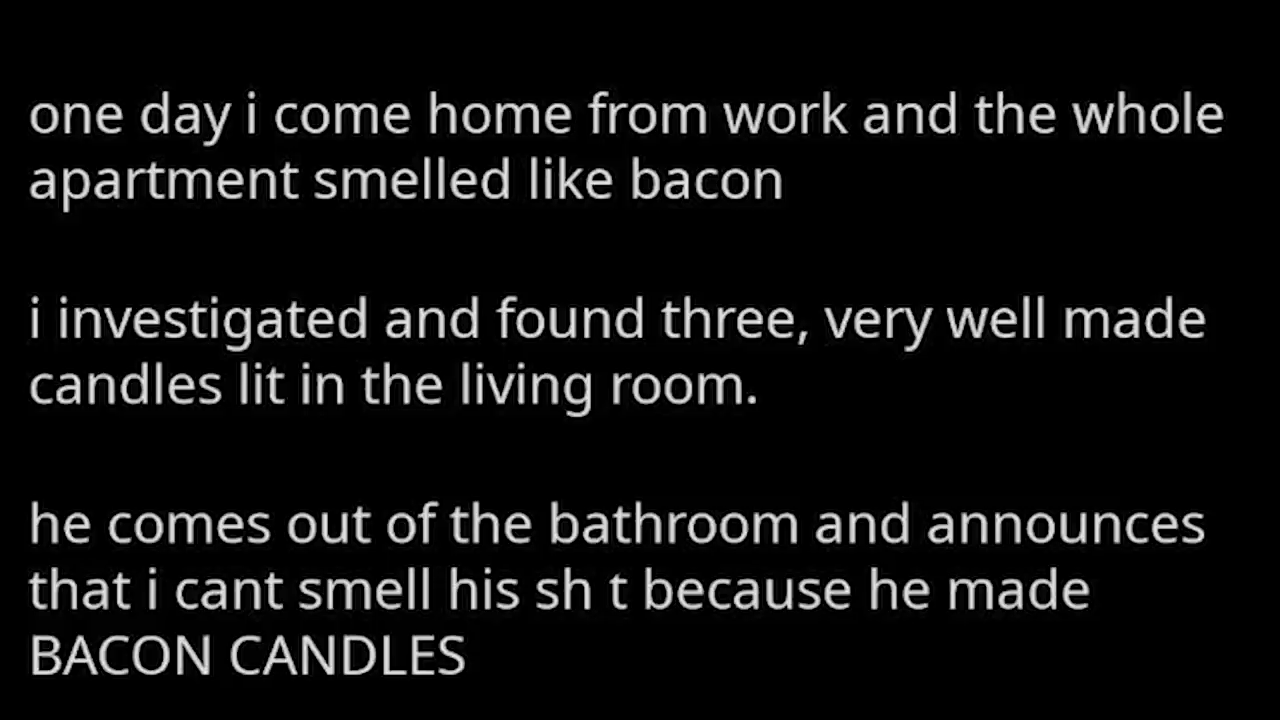 one day i come home from work and the whole
apartment smelled like bacon
i investigated and found three, very well made
candles lit in the living room.
he comes out of the bathroom and announces
that i cant smell his sh t because he made
BACON CANDLES